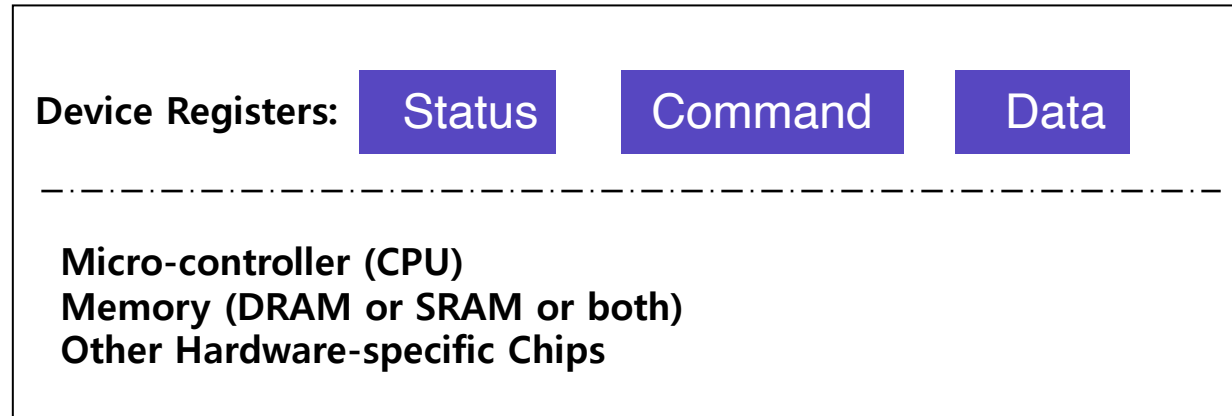 Device Registers: Status Command Data
Micro-controller (CPU)
Memory (DRAM or SRAM or both)
Other Hardware-specific Chips